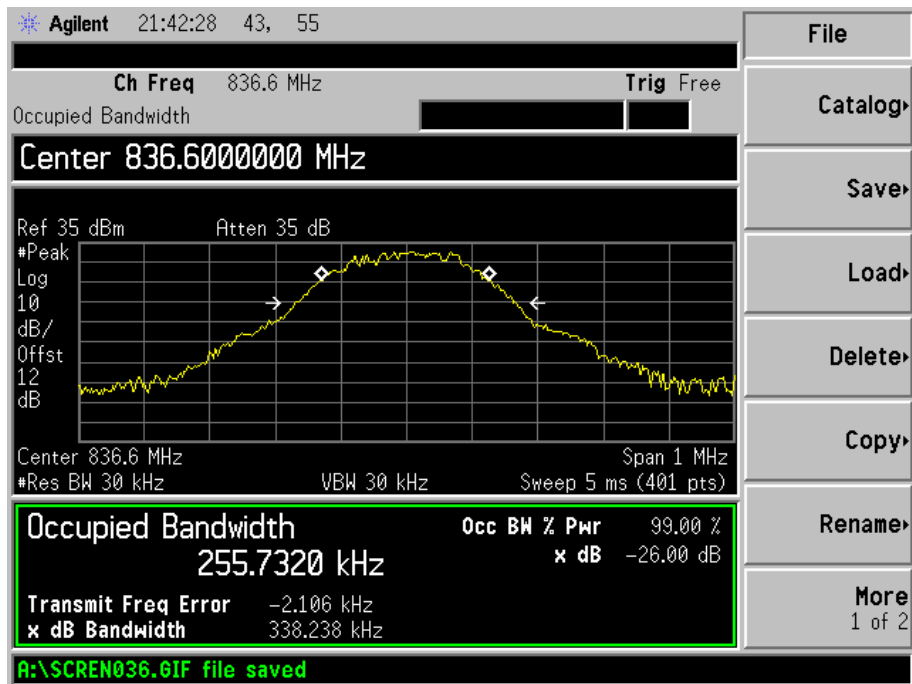 Agilent 21:42:28 43, 55
File
Ch Freq 836.6 MHz
Trig Free
Occupied Bandwidth
Catalog
Center 836.6000000 MHz
Save
Ref 35 dBm Atten 35 dB
#Peak
Log
10
dB/
Offst
12
dB
Load
Delete
Copy
Center 836.6 MHz Span 1 MHz
#Res BW 30 kHz VBW 30 kHz Sweep 5 ms (401 pts)
Occupied Bandwidth
255.7320 kHz
Occ BW % Pwr 99.00 %
x dB -26.00 dB
Rename
Transmit Freq Error -2.106 kHz
x dB Bandwidth 338.238 kHz
More
1 of 2
A:\SCREN036.GIF file saved